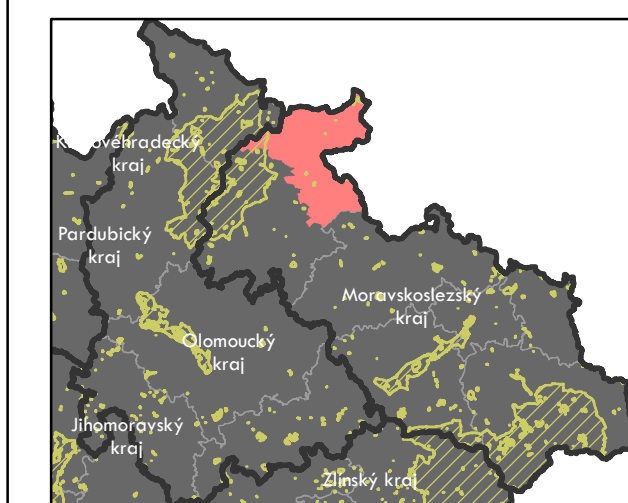 Královéhradecký
kraj
Pardubický
kraj
Moravskoslezský
kraj
Olomoucký
kraj
Jihomoravský
kraj
Zlínský kraj